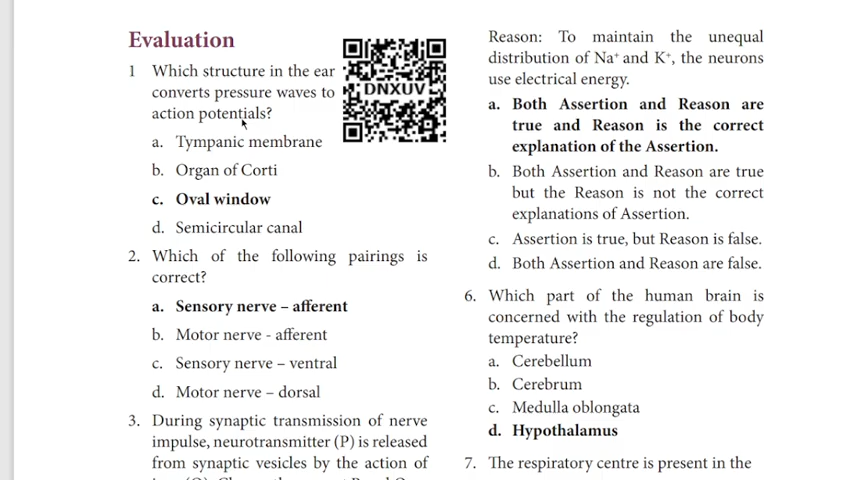 Evaluation
1 Which structure in the ear
converts pressure waves to
action potentials?
a. Tympanic membrane
b. Organ of Corti
c. Oval window
d. Semicircular canal
2. Which of the following pairings is
correct?
a. Sensory nerve – afferent
b. Motor nerve - afferent
c. Sensory nerve – ventral
d. Motor nerve – dorsal
3. During synaptic transmission of nerve
impulse, neurotransmitter (P) is released
from synaptic vesicles by the action of
DNXUV
Reason: To maintain the unequal
distribution of Na⁺ and K⁺, the neurons
use electrical energy.
a. Both Assertion and Reason are
true and Reason is the correct
explanation of the Assertion.
b. Both Assertion and Reason are true
but the Reason is not the correct
explanations of Assertion.
c. Assertion is true, but Reason is false.
d. Both Assertion and Reason are false.
6. Which part of the human brain is
concerned with the regulation of body
temperature?
a. Cerebellum
b. Cerebrum
c. Medulla oblongata
d. Hypothalamus
7. The respiratory centre is present in the